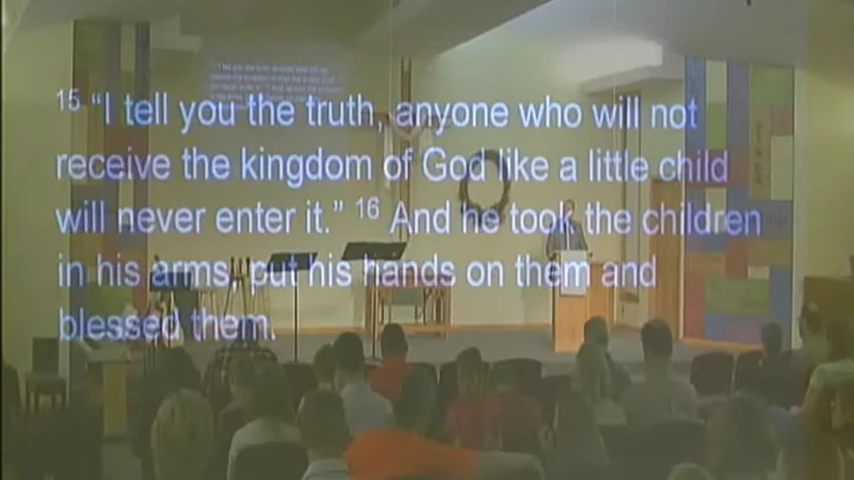 15 “I tell you the truth, anyone who will not
receive the kingdom of God like a little child
will never enter it.” 16 And he took the children
in his arms, put his hands on them and
blessed them.